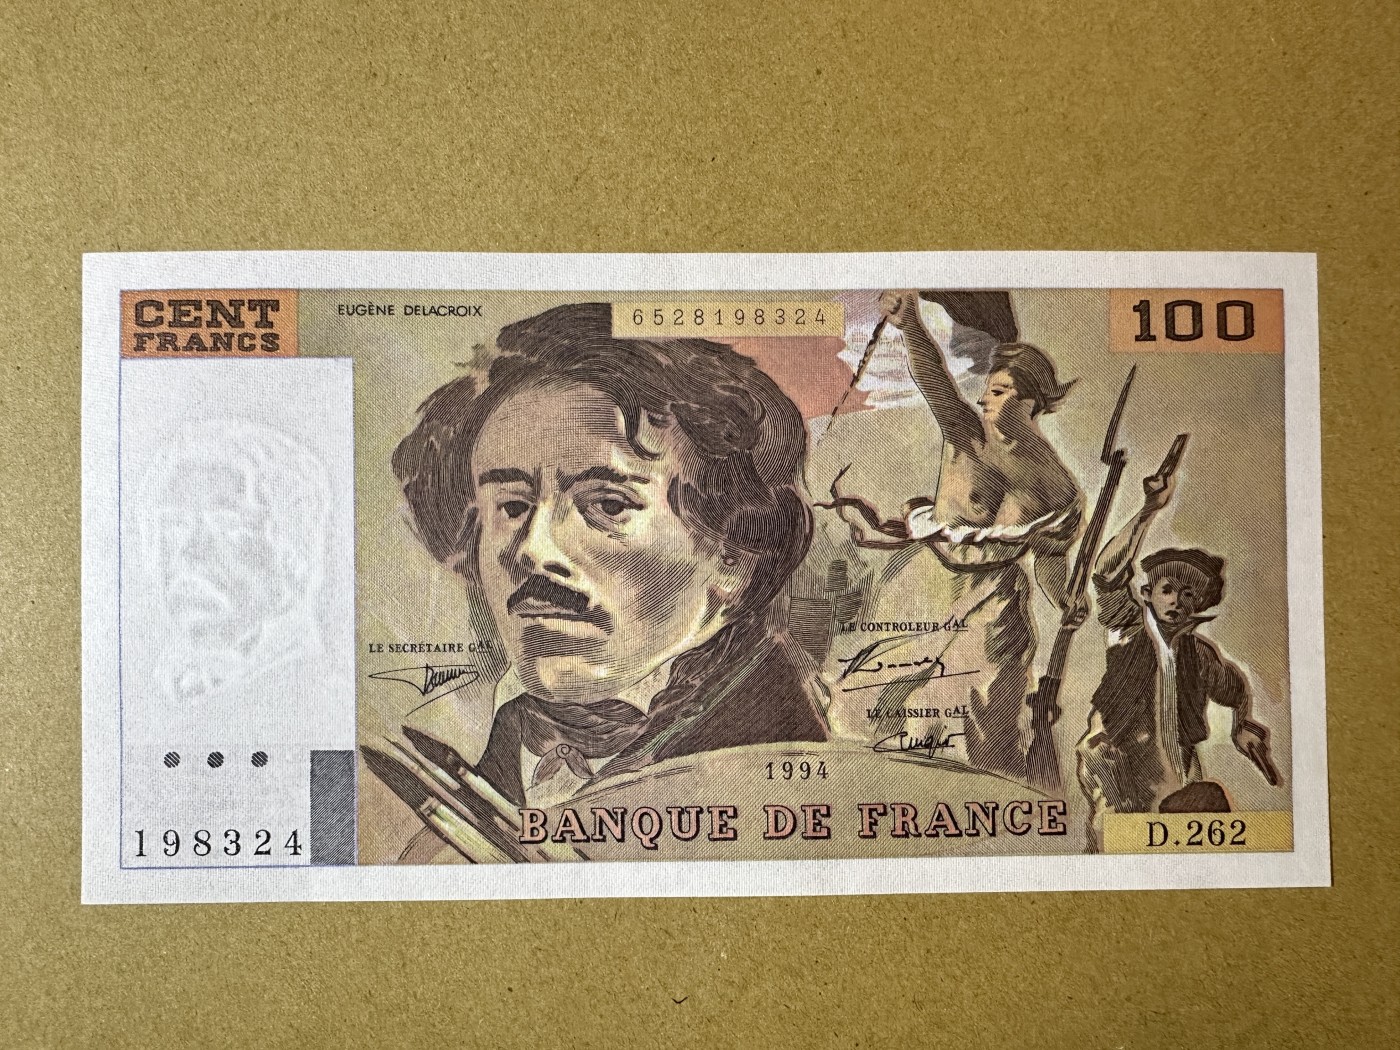 CENT
FRANCS
EUGÈNE DELACROIX
6528198324
100
LE SECRÉTAIRE GAL
LE CONTROLEUR GAL
LE CAISSIER GAL
1994
BANQUE DE FRANCE
198324
D.262